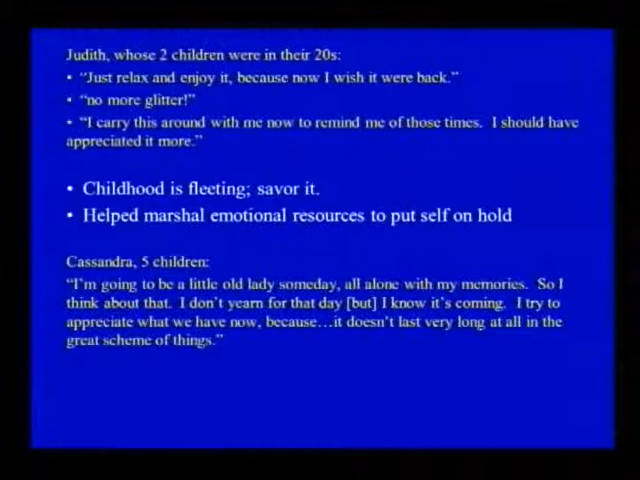 Judith, whose 2 children were in their 20s:
• “Just relax and enjoy it, because now I wish it were back.”
• “no more glitter!”
• “I carry this around with me now to remind me of those times.  I should have
appreciated it more.”
• Childhood is fleeting; savor it.
• Helped marshal emotional resources to put self on hold
Cassandra, 5 children:
“I’m going to be a little old lady someday, all alone with my memories.  So I
think about that.  I don’t yearn for that day [but] I know it’s coming.  I try to
appreciate what we have now, because…it doesn’t last very long at all in the
great scheme of things.”